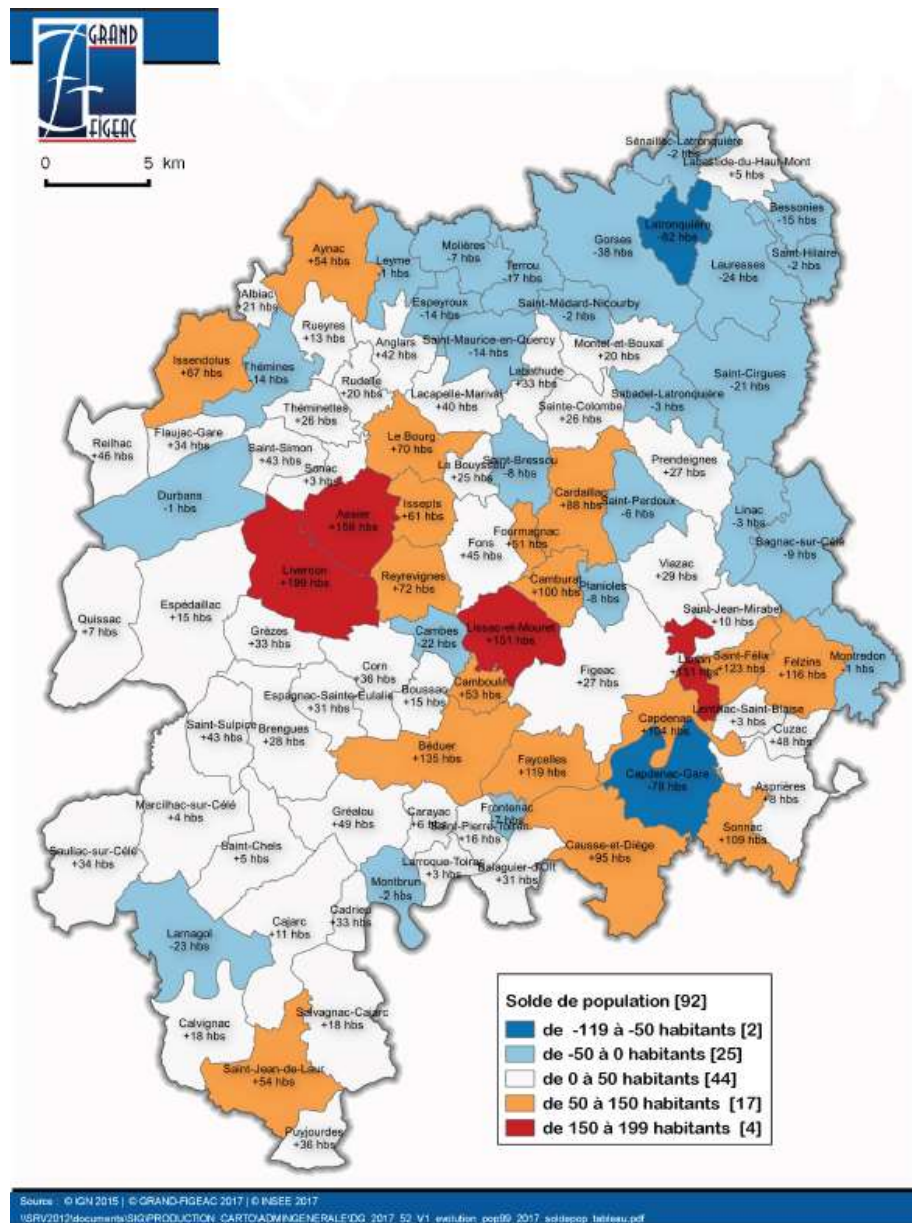 GRAND
FIGEAC
0 5 km
Sénaillac-Latronquière
-2 hbs
Labastide-du-Haut-Mont
+5 hbs
Bessonies
-15 hbs
Latronquière
-62 hbs
Gorses
-38 hbs
Saint-Hilaire
-2 hbs
Lauresses
-24 hbs
Aynac
+54 hbs
Leyme
-1 hbs
Molières
-7 hbs
Terrou
-17 hbs
Albiac
+21 hbs
Espeyroux
-14 hbs
Saint-Médard-Nicourby
-2 hbs
Rueyres
+13 hbs
Anglars
+42 hbs
Saint-Maurice-en-Quercy
-14 hbs
Montet-et-Bouxal
+20 hbs
Issendolus
+67 hbs
Thémines
-14 hbs
Rudelle
+20 hbs
Labathude
+33 hbs
Saint-Cirgues
-21 hbs
Lacapelle-Marival
+40 hbs
Sabadel-Latronquière
-3 hbs
Théminettes
+26 hbs
Sainte-Colombe
+26 hbs
Reilhac
+46 hbs
Flaujac-Gare
+34 hbs
Saint-Simon
+43 hbs
Le Bourg
+70 hbs
Sonac
+3 hbs
Le Bouyssou
+25 hbs
Saint-Bressou
-8 hbs
Prendeignes
+27 hbs
Durbans
-1 hbs
Assier
Issepts
+61 hbs
Cardaillac
+88 hbs
Saint-Perdoux
-6 hbs
Linac
-3 hbs
Fourmagnac
+51 hbs
Fons
+45 hbs
Bagnac-sur-Célé
-9 hbs
Livernon
+199 hbs
Reyrevignes
+72 hbs
Camburat
+100 hbs
Planioles
-8 hbs
Viazac
+29 hbs
Quissac
+7 hbs
Espédaillac
+15 hbs
Saint-Jean-Mirabel
+10 hbs
Grèzes
+33 hbs
Cambes
-22 hbs
Lissac-et-Mouret
+151 hbs
Corn
+36 hbs
Figeac
+27 hbs
Lunan
+151 hbs
Saint-Félix
+123 hbs
Felzins
+116 hbs
Montredon
-1 hbs
Espagnac-Sainte-Eulalie
+31 hbs
Boussac
+15 hbs
Camboulit
+53 hbs
Lentillac-Saint-Blaise
+3 hbs
Saint-Sulpice
+43 hbs
Brengues
+28 hbs
Capdenac
+104 hbs
Cuzac
+48 hbs
Béduer
+135 hbs
Faycelles
+119 hbs
Capdenac-Gare
-78 hbs
Asprières
+8 hbs
Marcilhac-sur-Célé
+4 hbs
Gréalou
+49 hbs
Carayac
+6 hbs
Frontenac
-7 hbs
Saint-Pierre-Toirac
+16 hbs
Sonnac
+109 hbs
Sauliac-sur-Célé
+34 hbs
Saint-Chels
+5 hbs
Causse-et-Diège
+95 hbs
Larroque-Toirac
+3 hbs
Balaguier-d'Olt
+31 hbs
Montbrun
-2 hbs
Cadrieu
+33 hbs
Cajarc
+11 hbs
Larnagol
-23 hbs
Calvignac
+18 hbs
Salvagnac-Cajarc
+18 hbs
Saint-Jean-de-Laur
+54 hbs
Puyjourdes
+36 hbs
Solde de population [92]
de -119 à -50 habitants [2]
de -50 à 0 habitants [25]
de 0 à 50 habitants [44]
de 50 à 150 habitants [17]
de 150 à 199 habitants [4]
Source : © IGN 2015 | © GRAND-FIGEAC 2017 | © INSEE 2017
\\SRV2012\documents\SIG\PRODUCTION_CARTO\ADMINGENERALE\DG_2017_52_V1_evolution_pop99_2017_soldepop_tableau.pdf